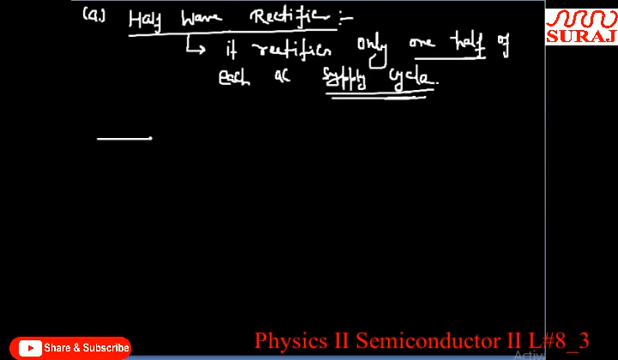 (a.) Half Wave Rectifier :-
→ it rectifies only one half of
each ac supply cycle.
SURAJ
Share & Subscribe
Physics II Semiconductor II L#8_3
Activ